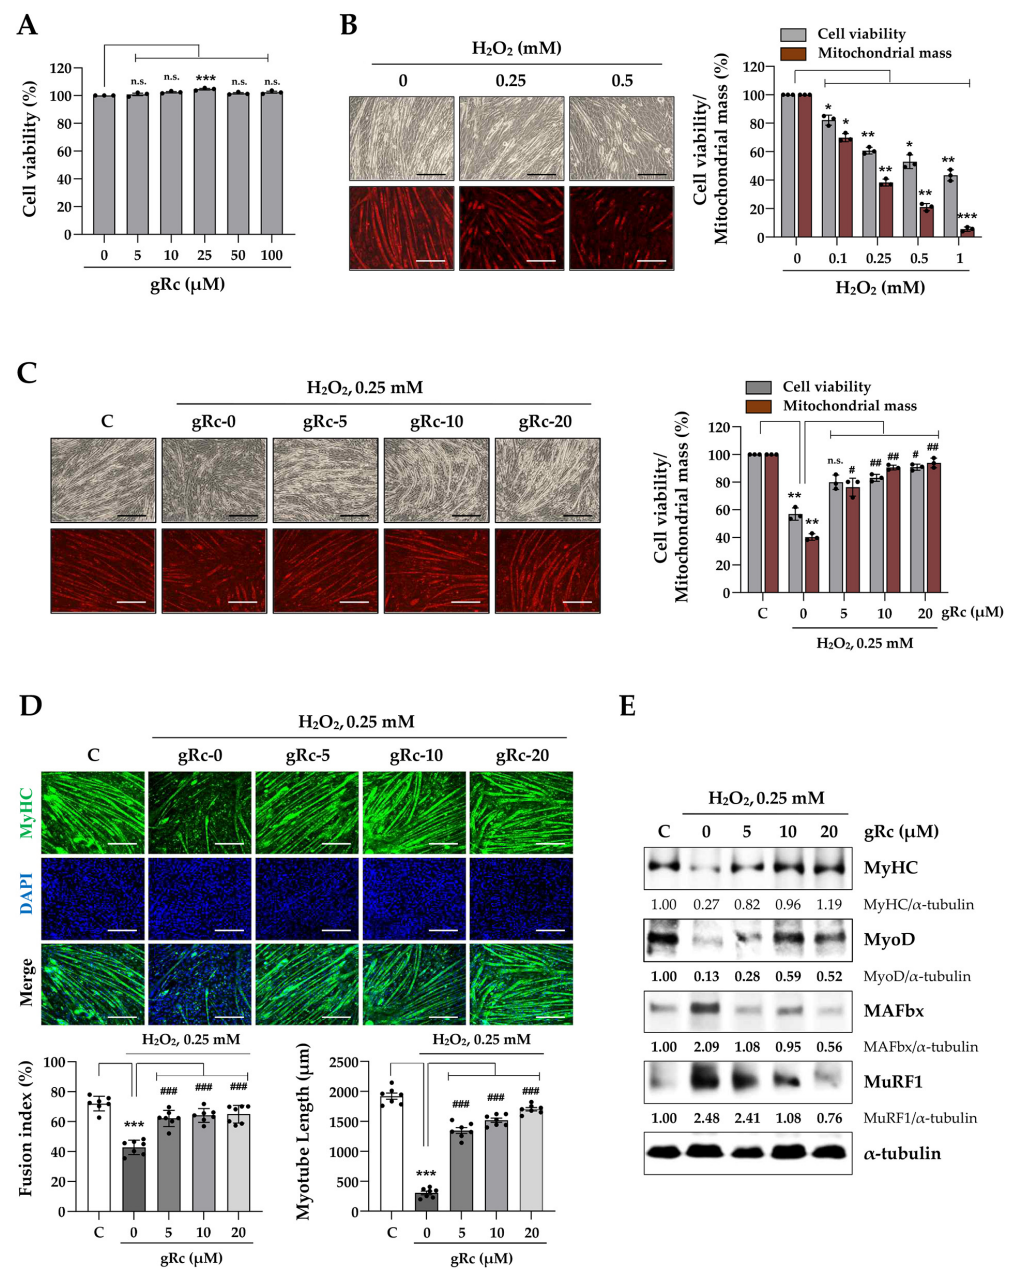 A
Cell viability (%)
120
100
80
60
40
20
0
n.s.
n.s.
***
n.s.
n.s.
0 5 10 25 50 100
gRc (µM)
B
H₂O₂ (mM)
0 0.25 0.5
Cell viability
Mitochondrial mass
Cell viability/
Mitochondrial mass (%)
120
100
80
60
40
20
0
*
*
**
**
*
**
**
***
0 0.1 0.25 0.5 1
H₂O₂ (mM)
C
H₂O₂, 0.25 mM
C gRc-0 gRc-5 gRc-10 gRc-20
Cell viability
Mitochondrial mass
Cell viability/
Mitochondrial mass (%)
120
100
80
60
40
20
0
**
**
n.s.
#
##
##
#
##
C 0 5 10 20 gRc (µM)
H₂O₂, 0.25 mM
D
H₂O₂, 0.25 mM
C gRc-0 gRc-5 gRc-10 gRc-20
MyHC
DAPI
Merge
H₂O₂, 0.25 mM
Fusion index (%)
100
80
60
40
20
0
***
###
###
###
C 0 5 10 20
gRc (µM)
H₂O₂, 0.25 mM
Myotube Length (µm)
2500
2000
1500
1000
500
0
***
###
###
###
C 0 5 10 20
gRc (µM)
E
H₂O₂, 0.25 mM
C 0 5 10 20 gRc (µM)
MyHC
1.00 0.27 0.82 0.96 1.19 MyHC/α-tubulin
MyoD
1.00 0.13 0.28 0.59 0.52 MyoD/α-tubulin
MAFbx
1.00 2.09 1.08 0.95 0.56 MAFbx/α-tubulin
MuRF1
1.00 2.48 2.41 1.08 0.76 MuRF1/α-tubulin
α-tubulin